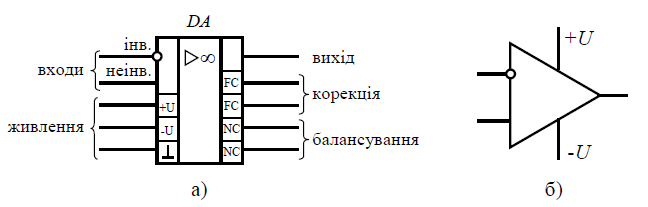 DA
інв.
▷∞
вихід
входи
неінв.
FC
корекція
+U
FC
живлення
-U
NC
балансування
⊥
NC
а)
+U
-U
б)